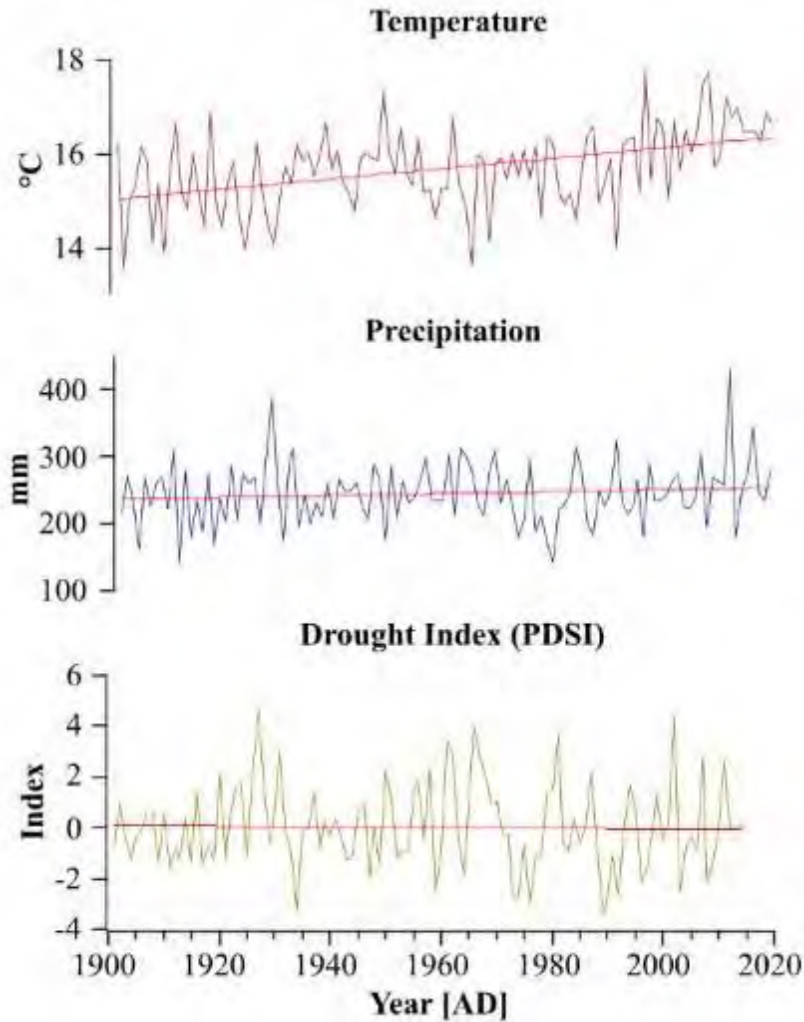 Temperature
18
16
14
°C
Precipitation
400
300
200
100
mm
Drought Index (PDSI)
6
4
2
0
-2
-4
Index
1900 1920 1940 1960 1980 2000 2020
Year [AD]